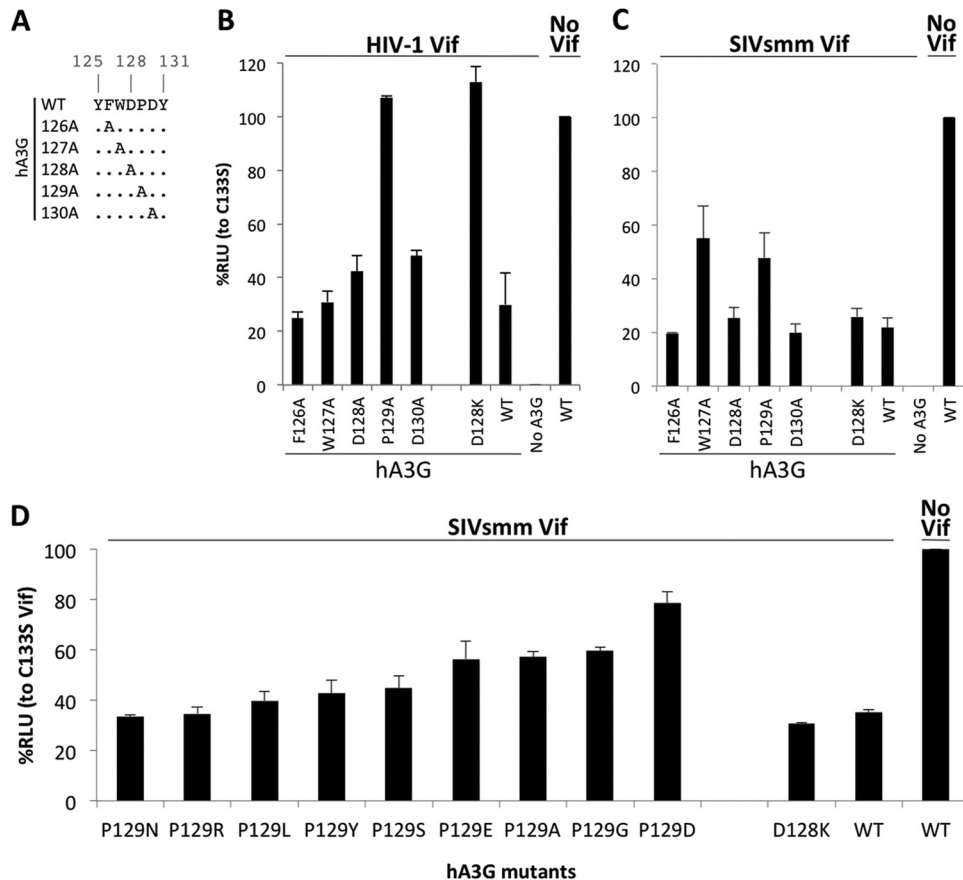 A
125 128 131
WT YFWDPDY
126A .A.....
127A ..A....
128A ...A...
129A ....A..
130A .....A.
hA3G
B
HIV-1 Vif
No
Vif
%RLU (to C133S)
120
100
80
60
40
20
0
F126A
W127A
D128A
P129A
D130A
D128K
WT
No A3G
WT
hA3G
C
SIVsmm Vif
No
Vif
120
100
80
60
40
20
0
F126A
W127A
D128A
P129A
D130A
D128K
WT
No A3G
WT
hA3G
D
SIVsmm Vif
No
Vif
%RLU (to C133S Vif)
100
80
60
40
20
0
P129N P129R P129L P129Y P129S P129E P129A P129G P129D D128K WT WT
hA3G mutants